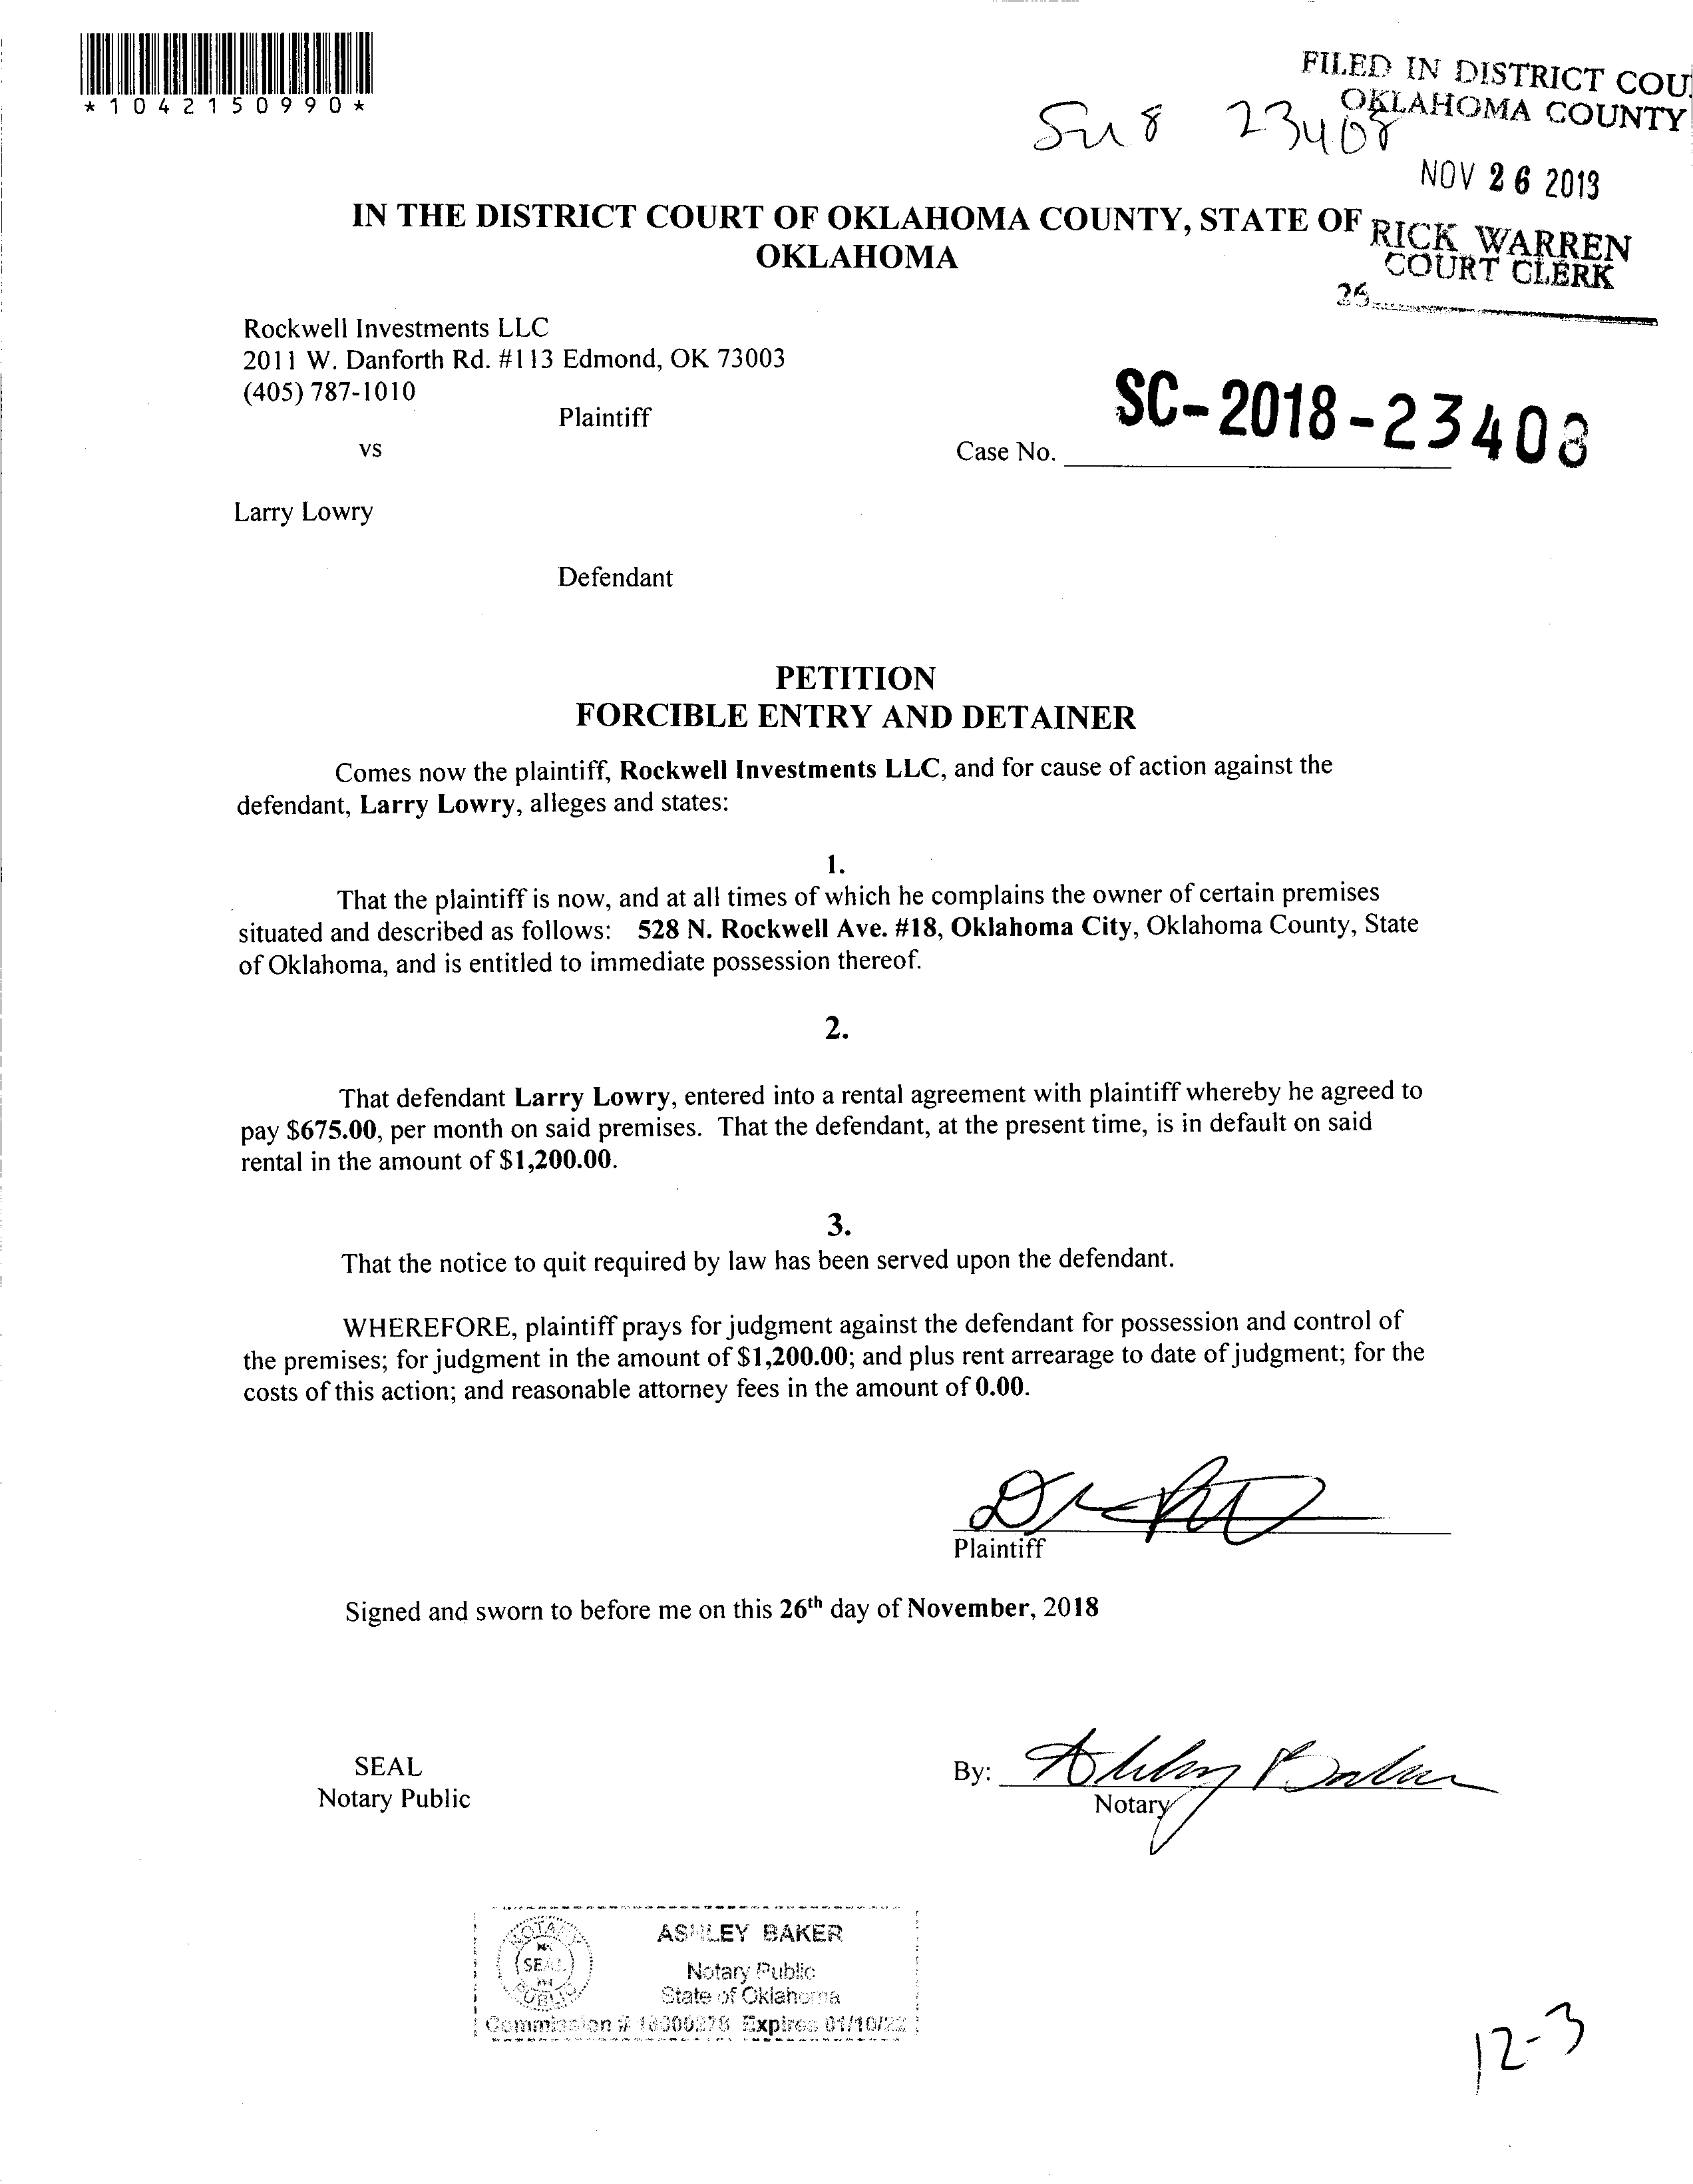 *1042150990*
FILED IN DISTRICT COU
OKLAHOMA COUNTY
23408
NOV 26 2018
IN THE DISTRICT COURT OF OKLAHOMA COUNTY, STATE OF
OKLAHOMA
RICK WARREN
COURT CLERK
Rockwell Investments LLC
2011 W. Danforth Rd. #113 Edmond, OK 73003
(405) 787-1010
Plaintiff
vs
Case No. SC-2018-23408
Larry Lowry
Defendant
PETITION
FORCIBLE ENTRY AND DETAINER
Comes now the plaintiff, Rockwell Investments LLC, and for cause of action against the
defendant, Larry Lowry, alleges and states:
1.
That the plaintiff is now, and at all times of which he complains the owner of certain premises
situated and described as follows: 528 N. Rockwell Ave. #18, Oklahoma City, Oklahoma County, State
of Oklahoma, and is entitled to immediate possession thereof.
2.
That defendant Larry Lowry, entered into a rental agreement with plaintiff whereby he agreed to
pay $675.00, per month on said premises. That the defendant, at the present time, is in default on said
rental in the amount of $1,200.00.
3.
That the notice to quit required by law has been served upon the defendant.
WHEREFORE, plaintiff prays for judgment against the defendant for possession and control of
the premises; for judgment in the amount of $1,200.00; and plus rent arrearage to date of judgment; for the
costs of this action; and reasonable attorney fees in the amount of 0.00.
Plaintiff
Signed and sworn to before me on this 26th day of November, 2018
SEAL
Notary Public
By: Ashley Baker
Notary
NOTARY
SEAL
PUBLIC
ASHLEY BAKER
Notary Public
State of Oklahoma
Commission # Expires 01/10/22
12-3